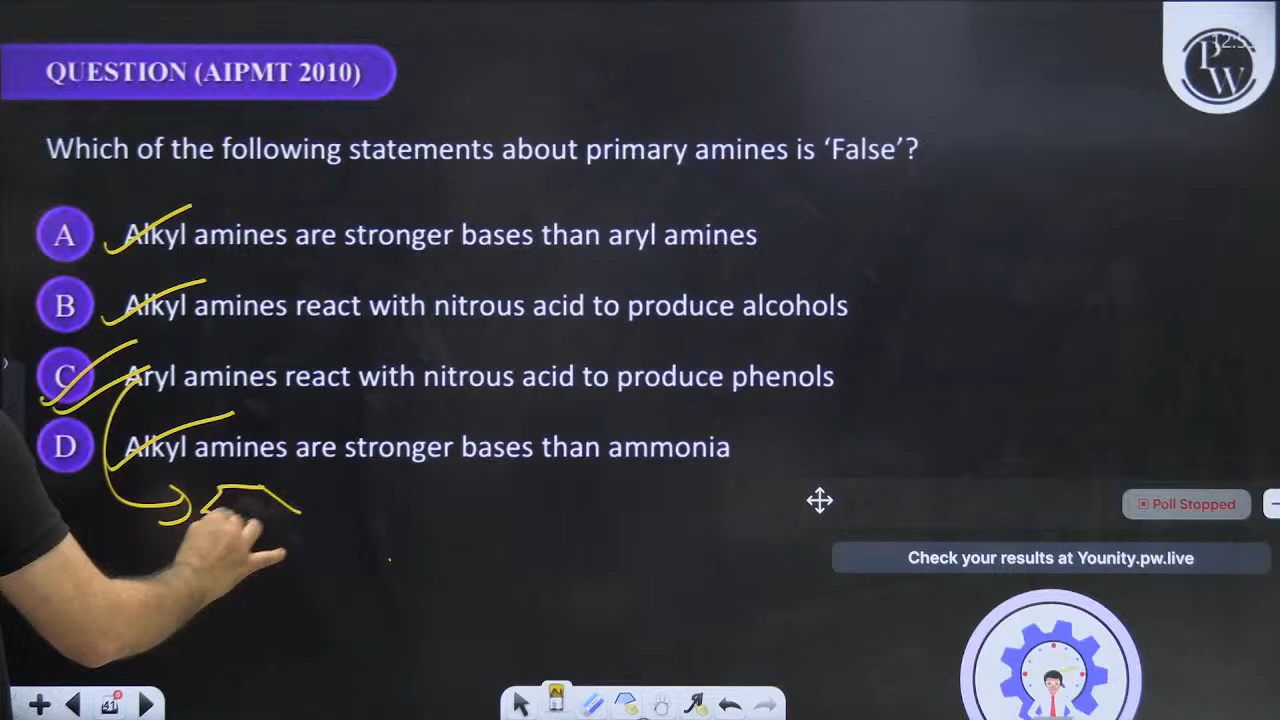 QUESTION (AIPMT 2010)
PW
Which of the following statements about primary amines is ‘False’?
A Alkyl amines are stronger bases than aryl amines
B Alkyl amines react with nitrous acid to produce alcohols
C Aryl amines react with nitrous acid to produce phenols
D Alkyl amines are stronger bases than ammonia
Poll Stopped
Check your results at Younity.pw.live
41